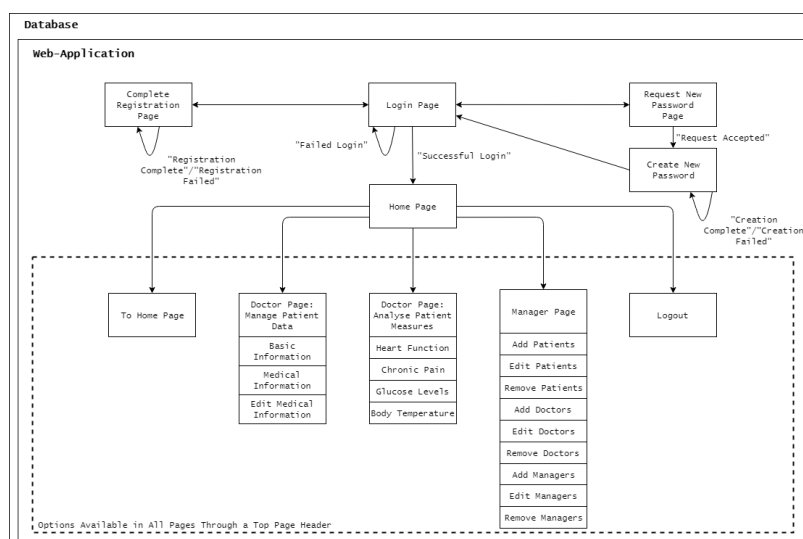 Database
Web-Application
Complete
Registration
Page
Login Page
Request New
Password
Page
"Registration
Complete"/"Registration
Failed"
"Failed Login"
"Successful Login"
"Request Accepted"
Create New
Password
"Creation
Complete"/"Creation
Failed"
Home Page
To Home Page
Doctor Page:
Manage Patient
Data
Basic
Information
Medical
Information
Edit Medical
Information
Doctor Page:
Analyse Patient
Measures
Heart Function
Chronic Pain
Glucose Levels
Body Temperature
Manager Page
Add Patients
Edit Patients
Remove Patients
Add Doctors
Edit Doctors
Remove Doctors
Add Managers
Edit Managers
Remove Managers
Logout
Options Available in All Pages Through a Top Page Header